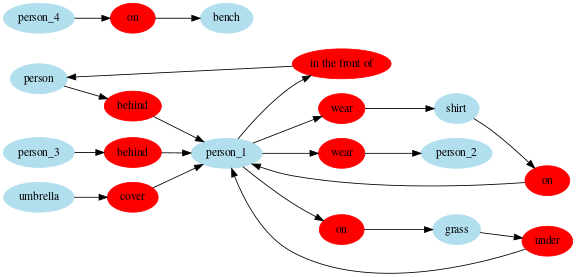 person_4
on
bench
in the front of
person
behind
wear
shirt
person_3
behind
person_1
wear
person_2
on
umbrella
cover
on
grass
under